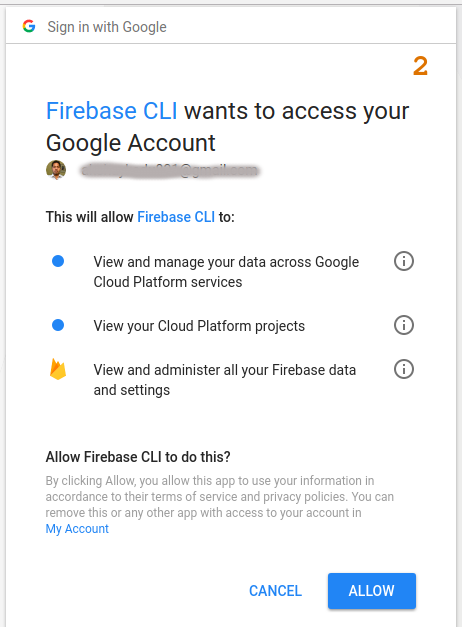 Sign in with Google
2
Firebase CLI wants to access your
Google Account
@gmail.com
This will allow Firebase CLI to:
View and manage your data across Google
Cloud Platform services
View your Cloud Platform projects
View and administer all your Firebase data
and settings
Allow Firebase CLI to do this?
By clicking Allow, you allow this app to use your information in
accordance to their terms of service and privacy policies. You can
remove this or any other app with access to your account in
My Account
CANCEL ALLOW